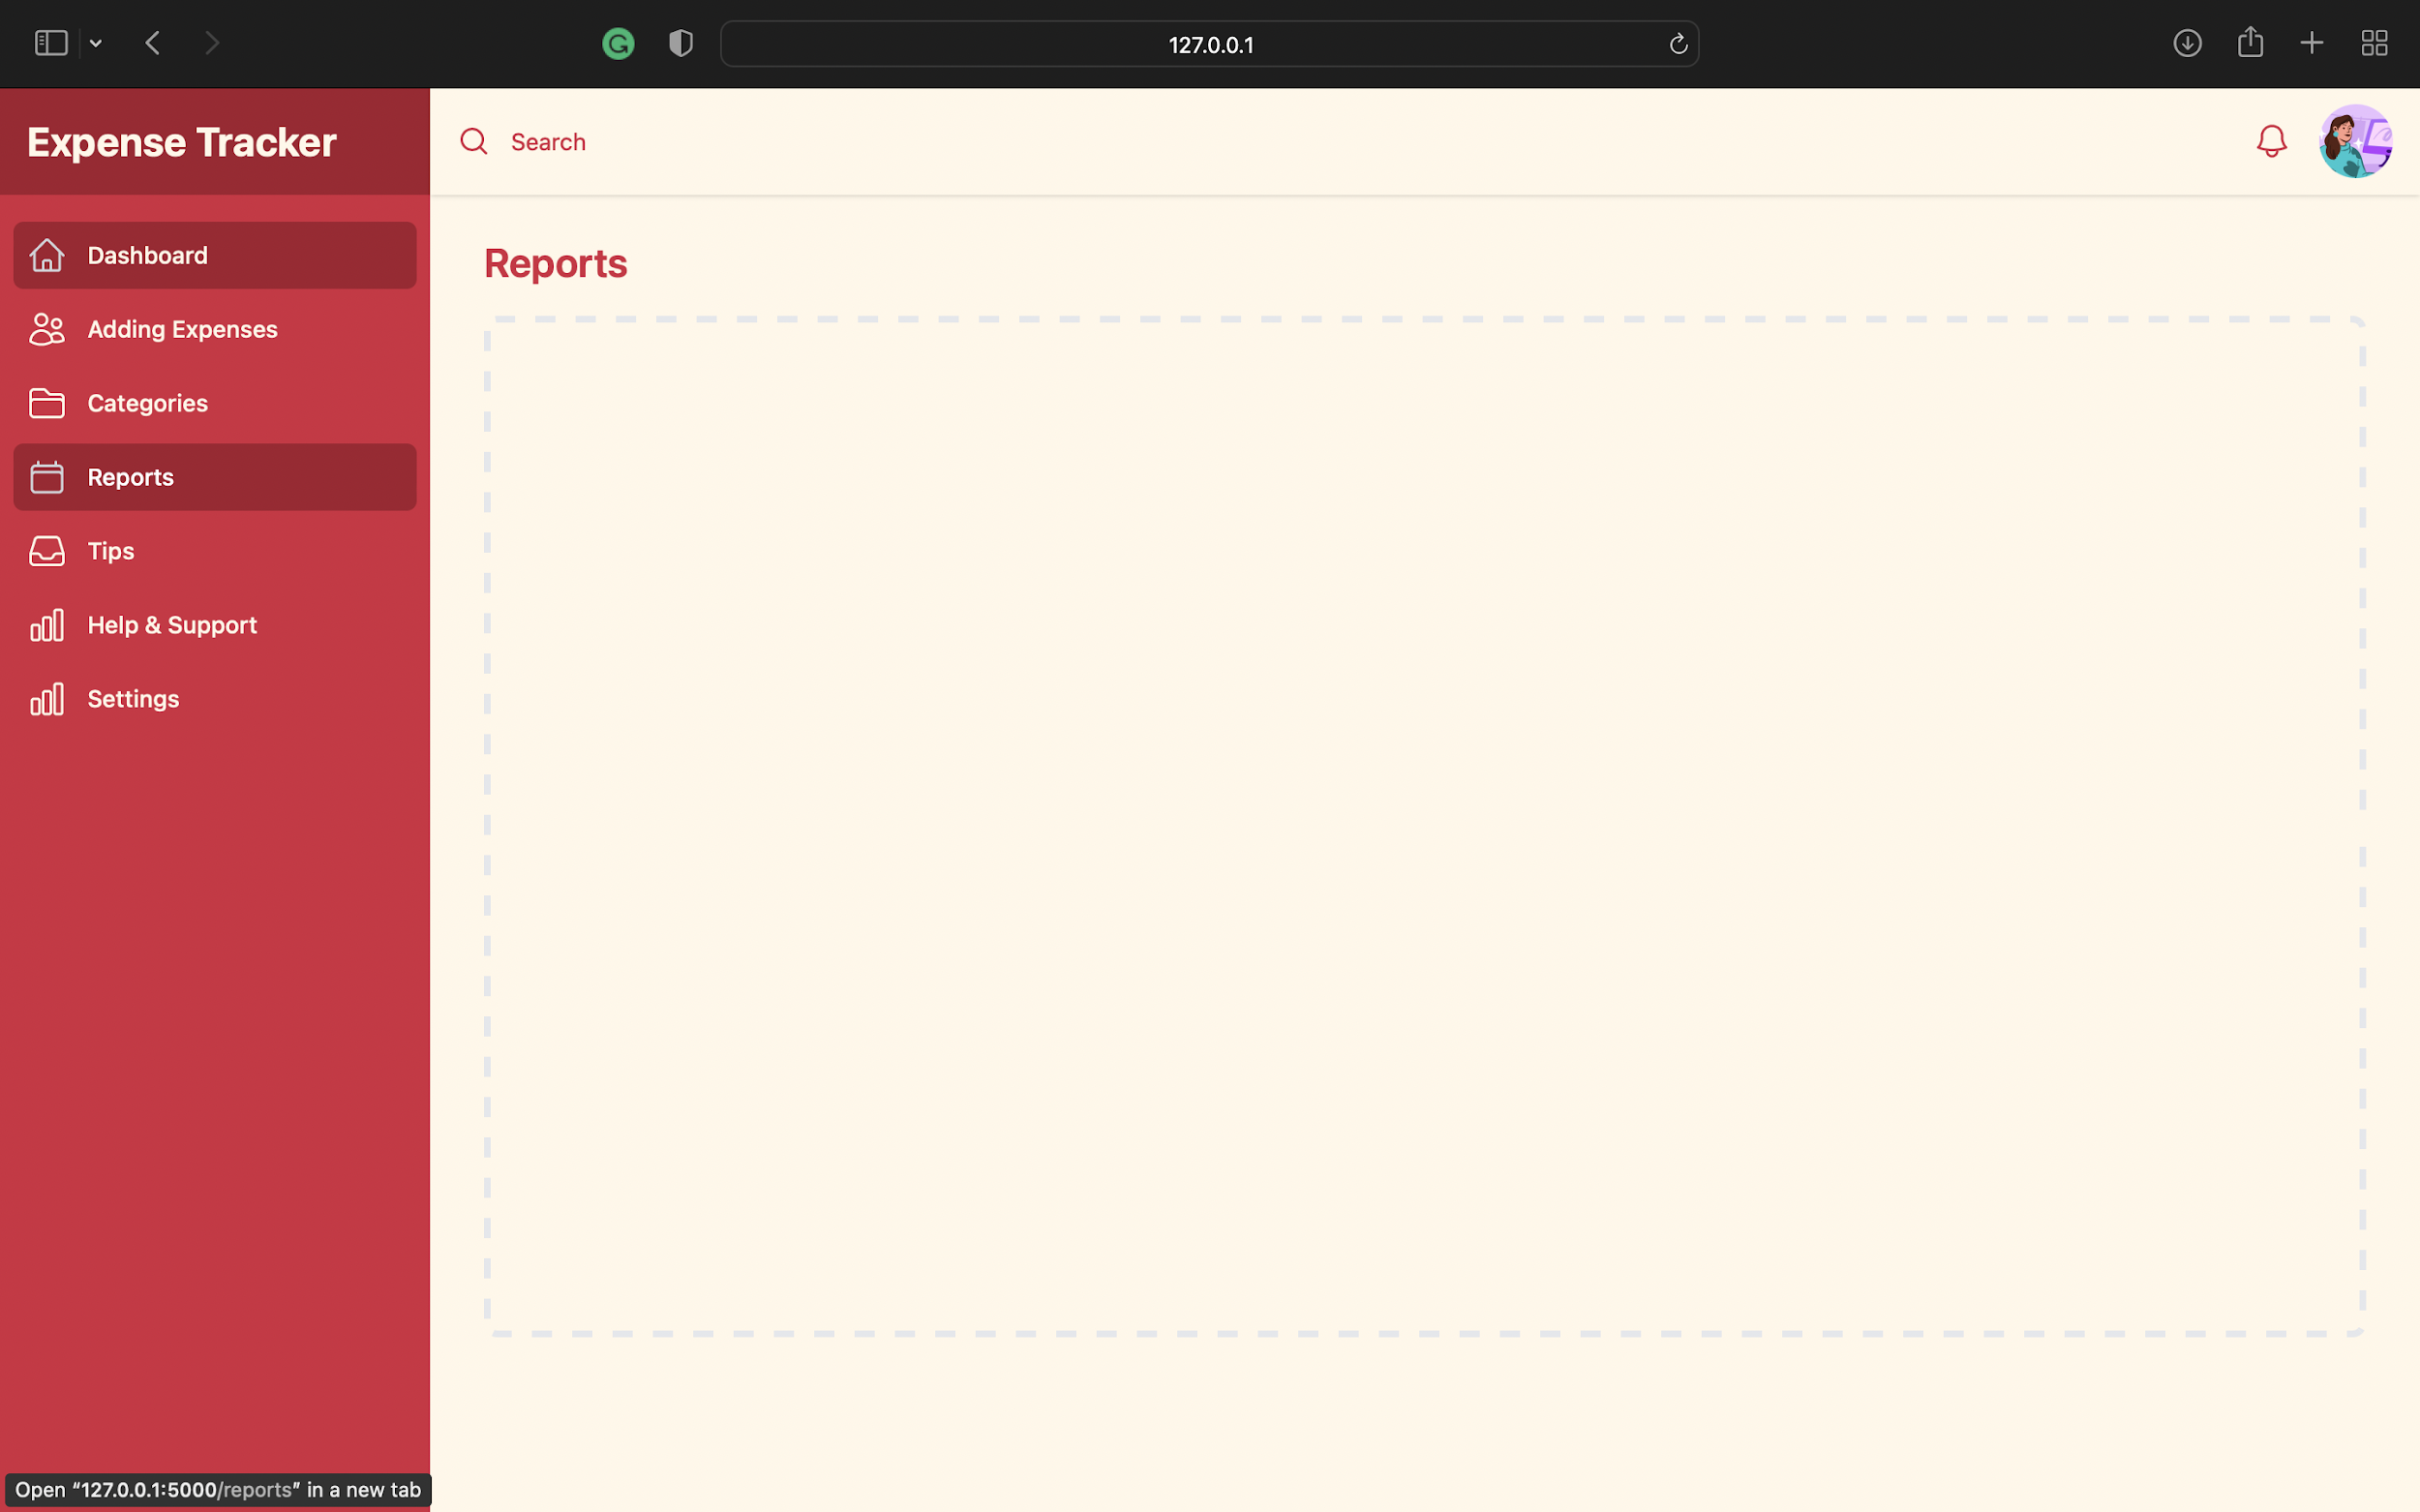 127.0.0.1
Expense Tracker
Search
Dashboard
Adding Expenses
Categories
Reports
Tips
Help & Support
Settings
Reports
Open “127.0.0.1:5000/reports” in a new tab